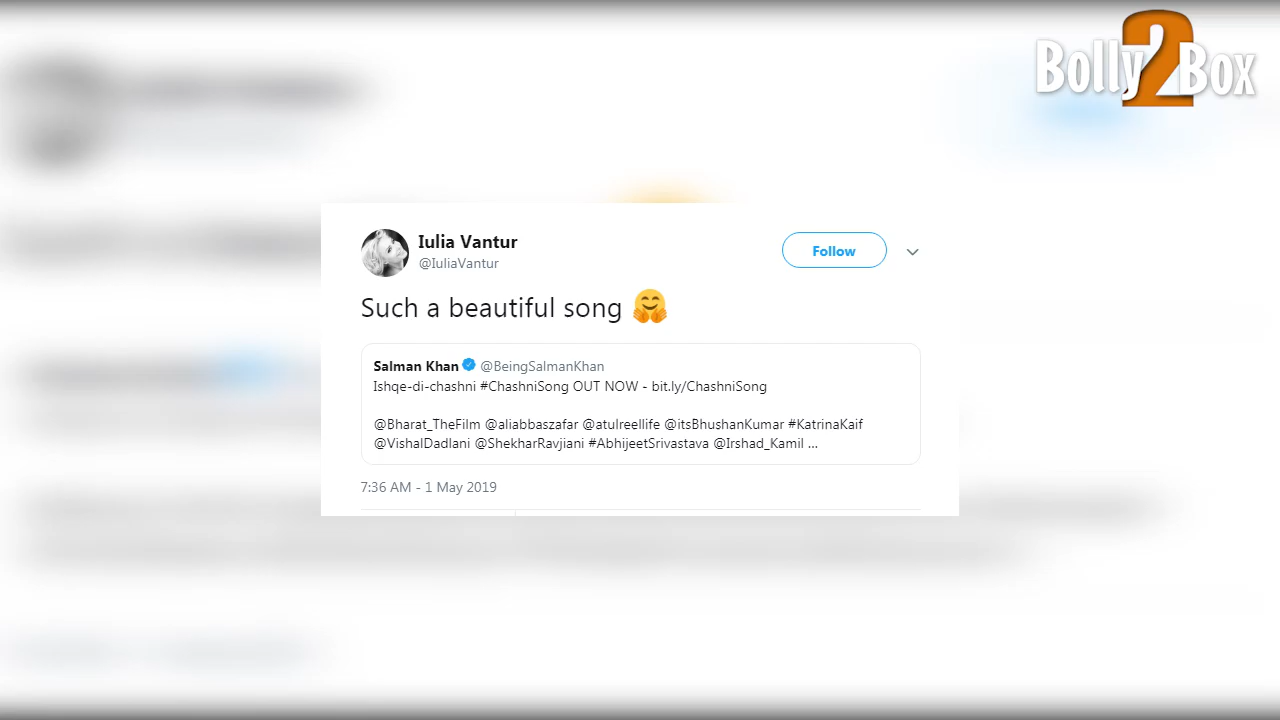 Bolly2Box
Iulia Vantur
@IuliaVantur
Follow
Such a beautiful song 🤗
Salman Khan @BeingSalmanKhan
Ishqe-di-chashni #ChashniSong OUT NOW - bit.ly/ChashniSong
@Bharat_TheFilm @aliabbaszafar @atulreellife @itsBhushanKumar #KatrinaKaif
@VishalDadlani @ShekharRavjiani #AbhijeetSrivastava @Irshad_Kamil ...
7:36 AM - 1 May 2019